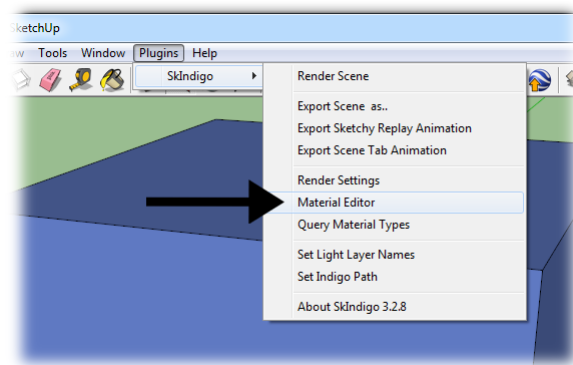 SketchUp
Tools Window Plugins Help
SkIndigo
Render Scene
Export Scene as..
Export Sketchy Replay Animation
Export Scene Tab Animation
Render Settings
Material Editor
Query Material Types
Set Light Layer Names
Set Indigo Path
About SkIndigo 3.2.8